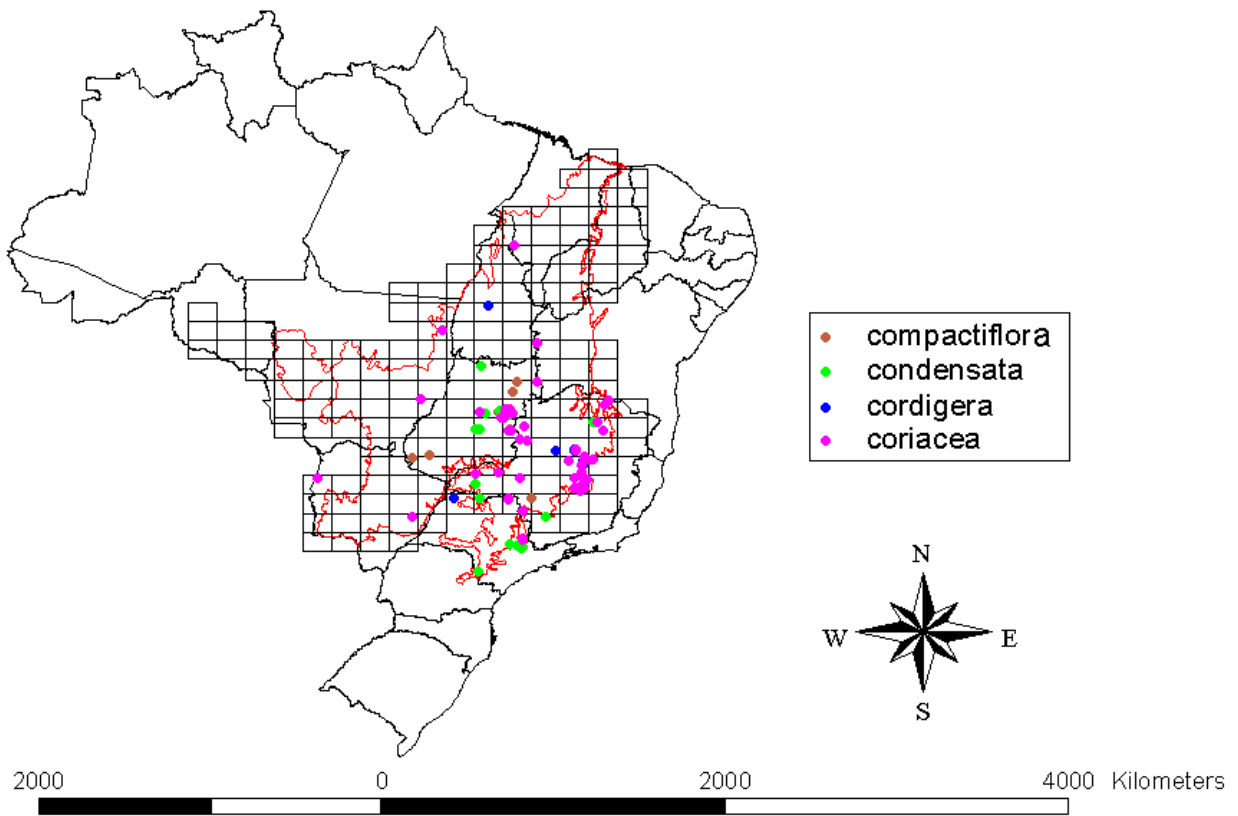 compactiflora
condensata
cordigera
coriacea
N
W E
S
2000 0 2000 4000 Kilometers